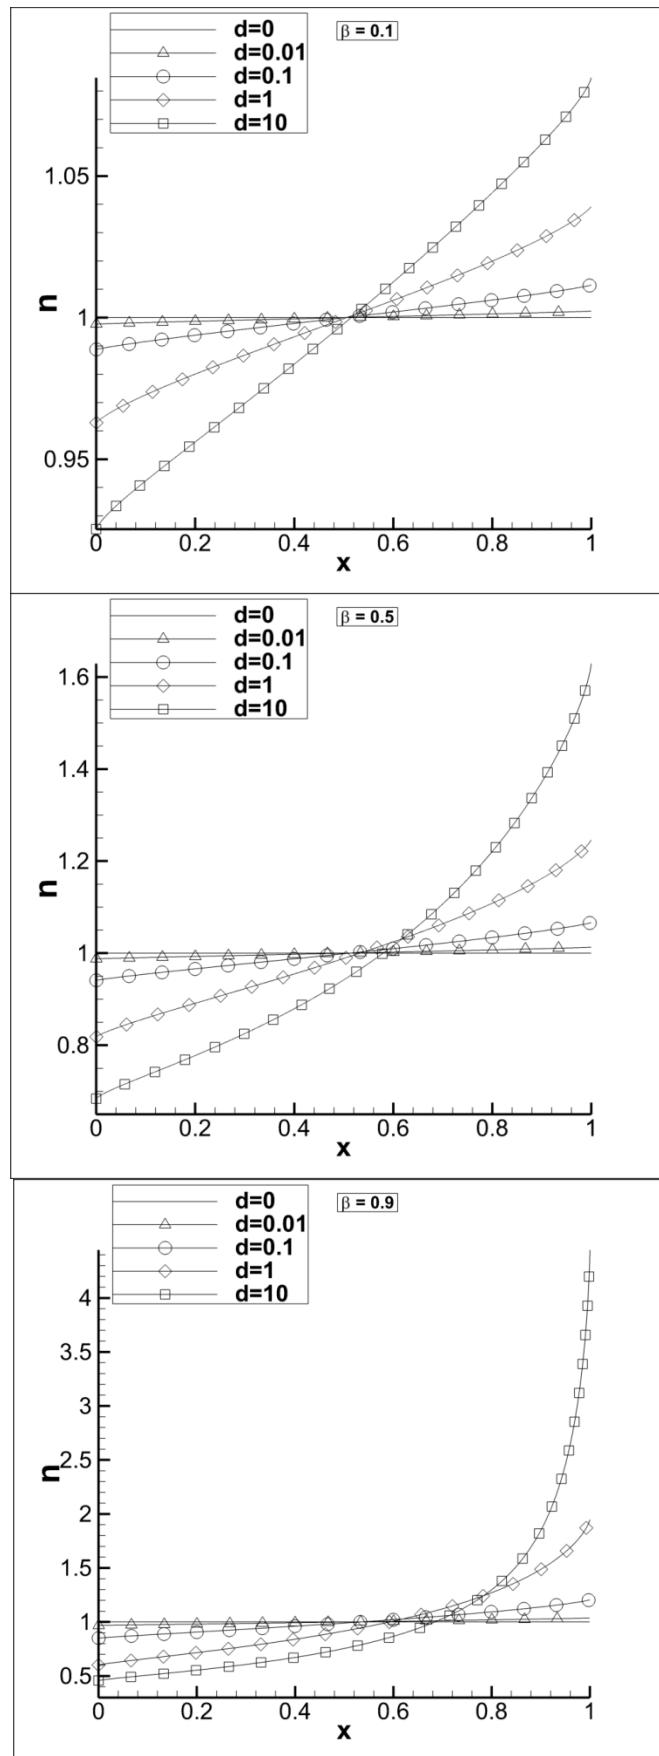 d=0
d=0.01
d=0.1
d=1
d=10
β = 0.1
1.05
1
0.95
n
0 0.2 0.4 0.6 0.8 1
x
d=0
d=0.01
d=0.1
d=1
d=10
β = 0.5
1.6
1.4
1.2
1
0.8
n
0 0.2 0.4 0.6 0.8 1
x
d=0
d=0.01
d=0.1
d=1
d=10
β = 0.9
4
3.5
3
2.5
2
1.5
1
0.5
n
0 0.2 0.4 0.6 0.8 1
x